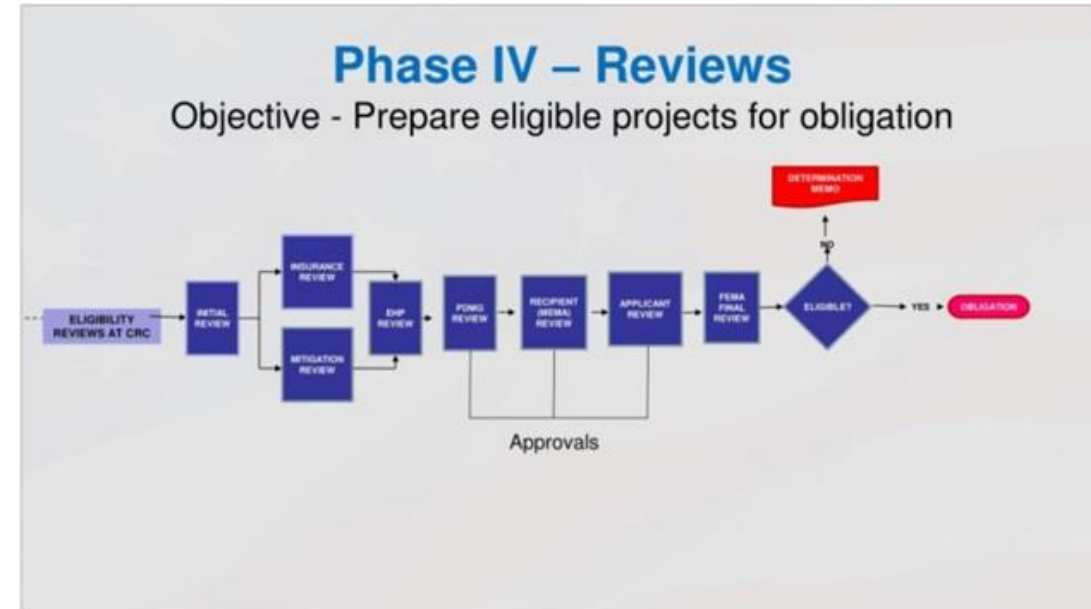 Phase IV – Reviews
Objective - Prepare eligible projects for obligation
DETERMINATION
MEMO
NO
INSURANCE
REVIEW
ELIGIBILITY
REVIEWS AT CRC
INITIAL
REVIEW
MITIGATION
REVIEW
EHP
REVIEW
PDMG
REVIEW
RECIPIENT
(MEMA)
REVIEW
APPLICANT
REVIEW
FEMA
FINAL
REVIEW
ELIGIBLE?
YES
OBLIGATION
Approvals